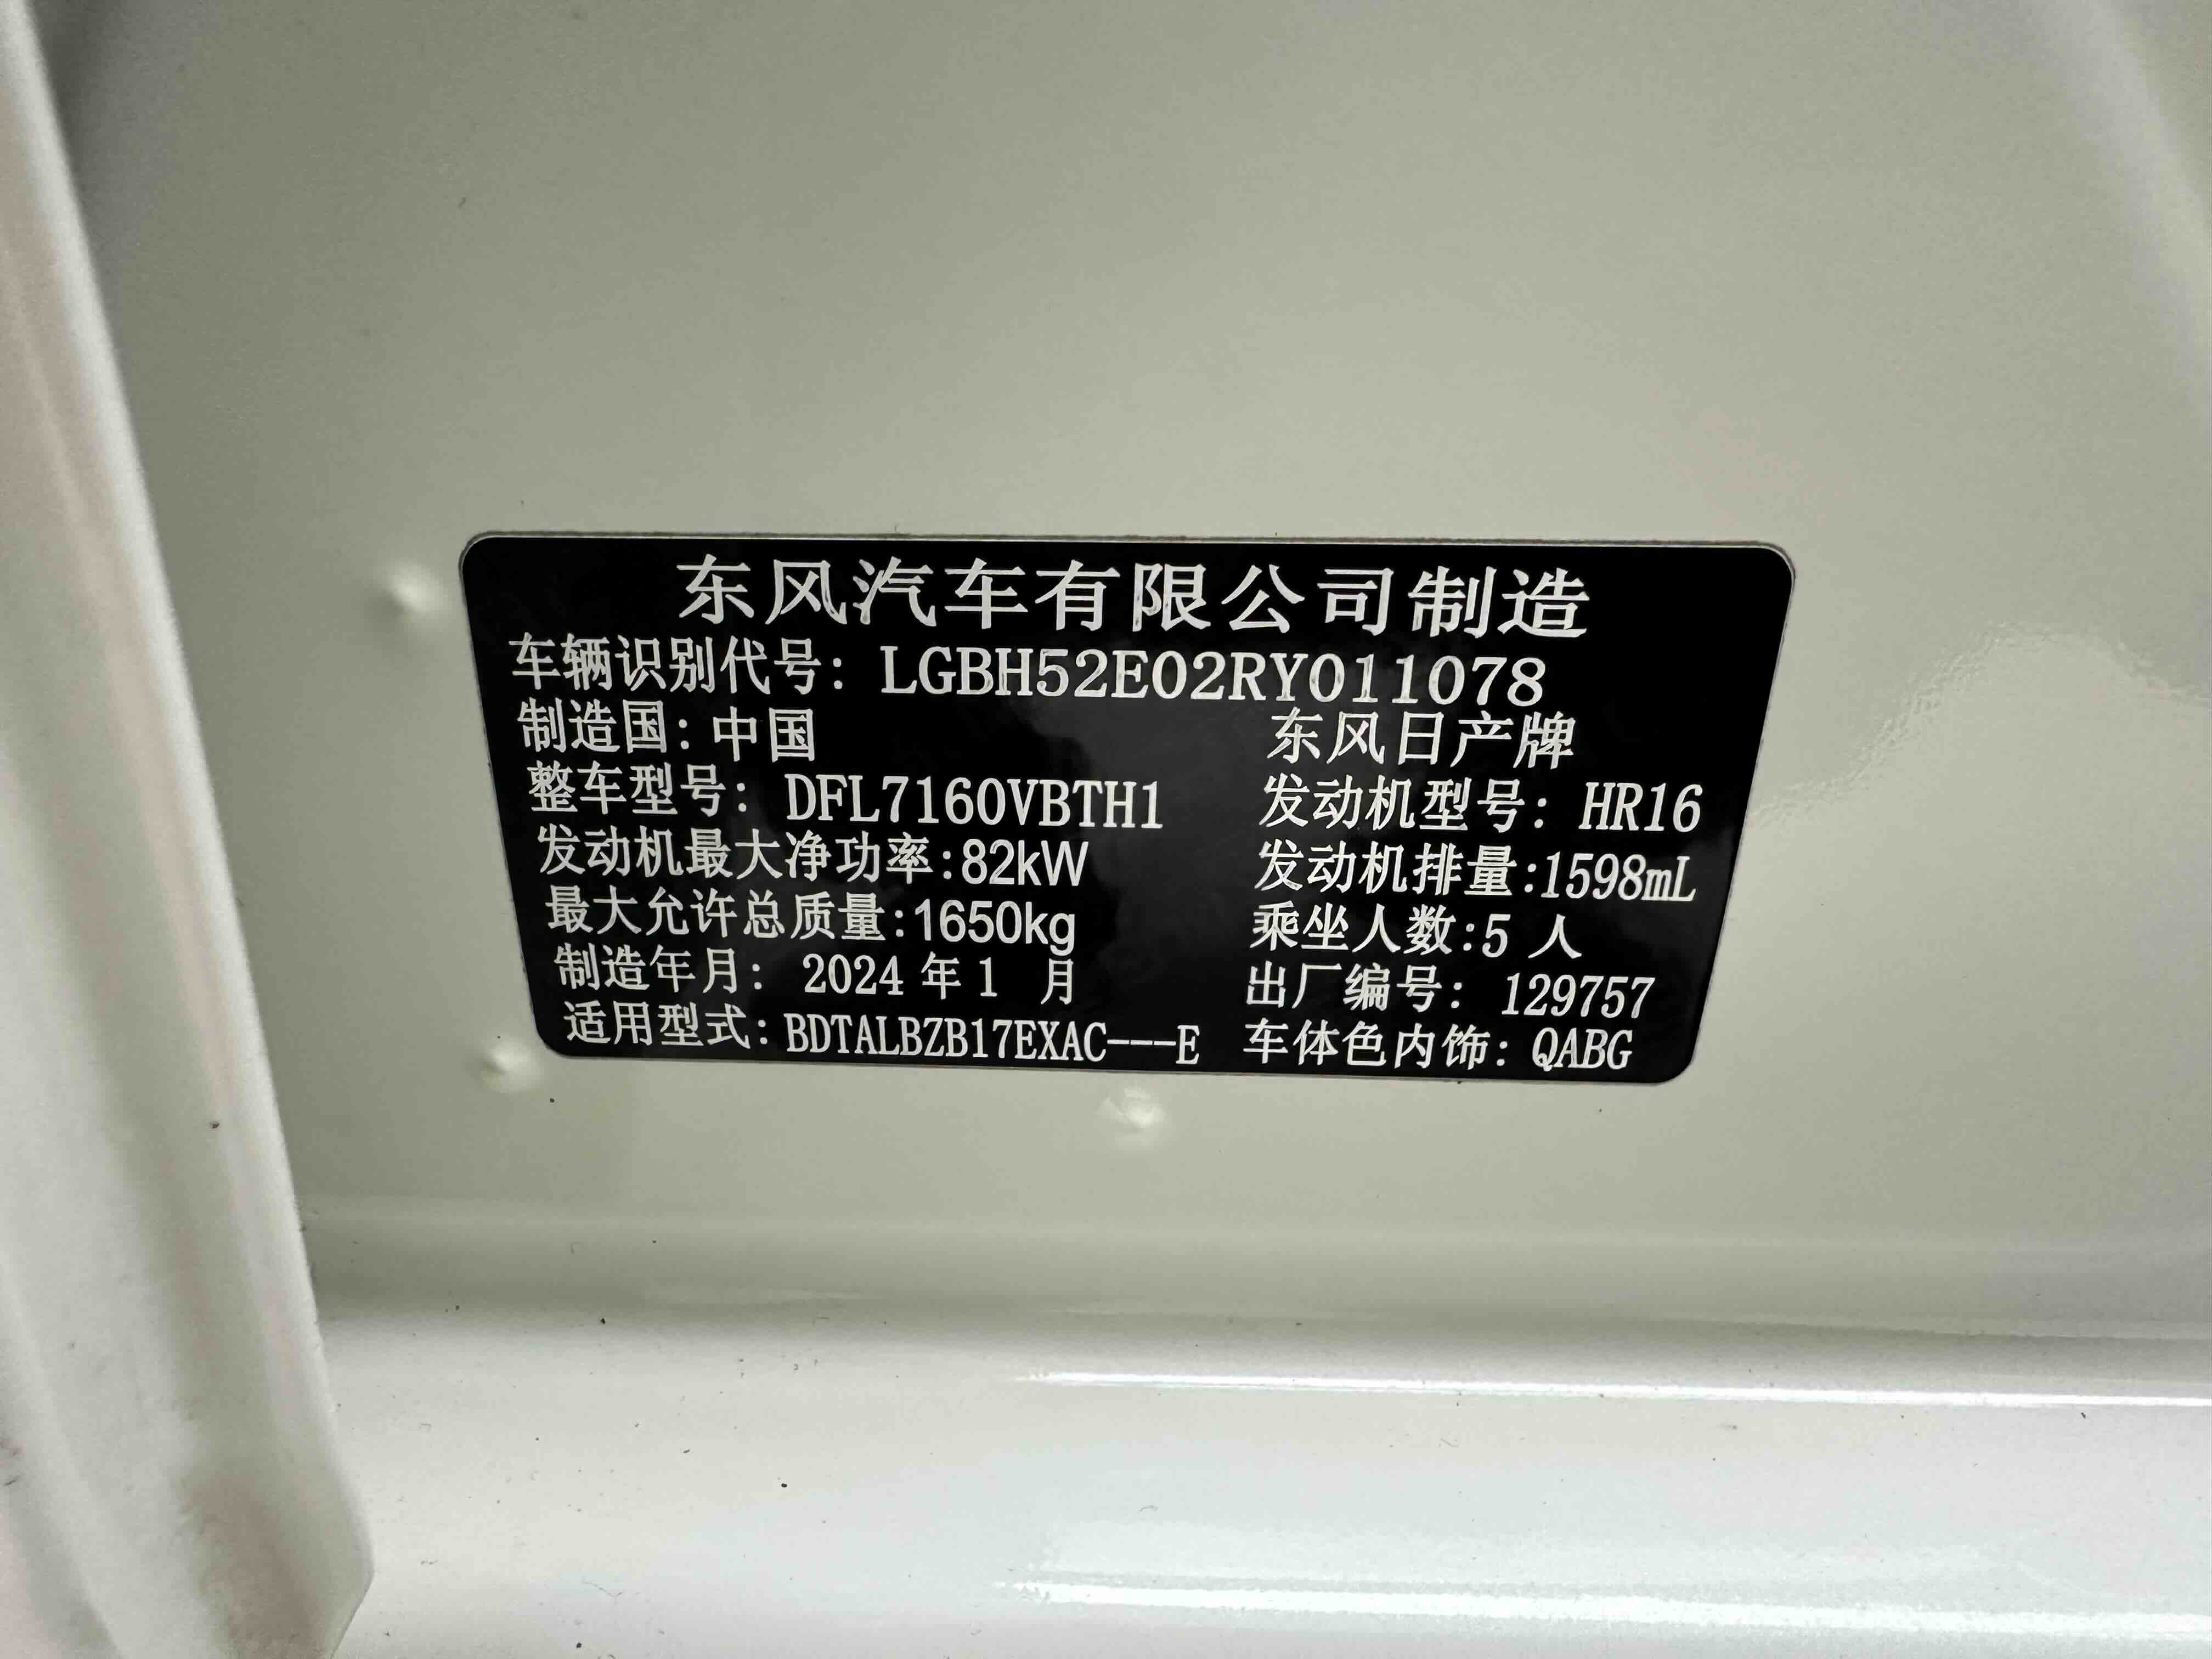 东风汽车有限公司制造
车辆识别代号: LGBH52E02RY011078
制造国: 中国 东风日产牌
整车型号: DFL7160VBTH1 发动机型号: HR16
发动机最大净功率:82kW 发动机排量:1598mL
最大允许总质量:1650kg 乘坐人数:5 人
制造年月: 2024 年 1 月 出厂编号: 129757
适用型式: BDTALBZB17EXAC---E 车体色内饰: QABG